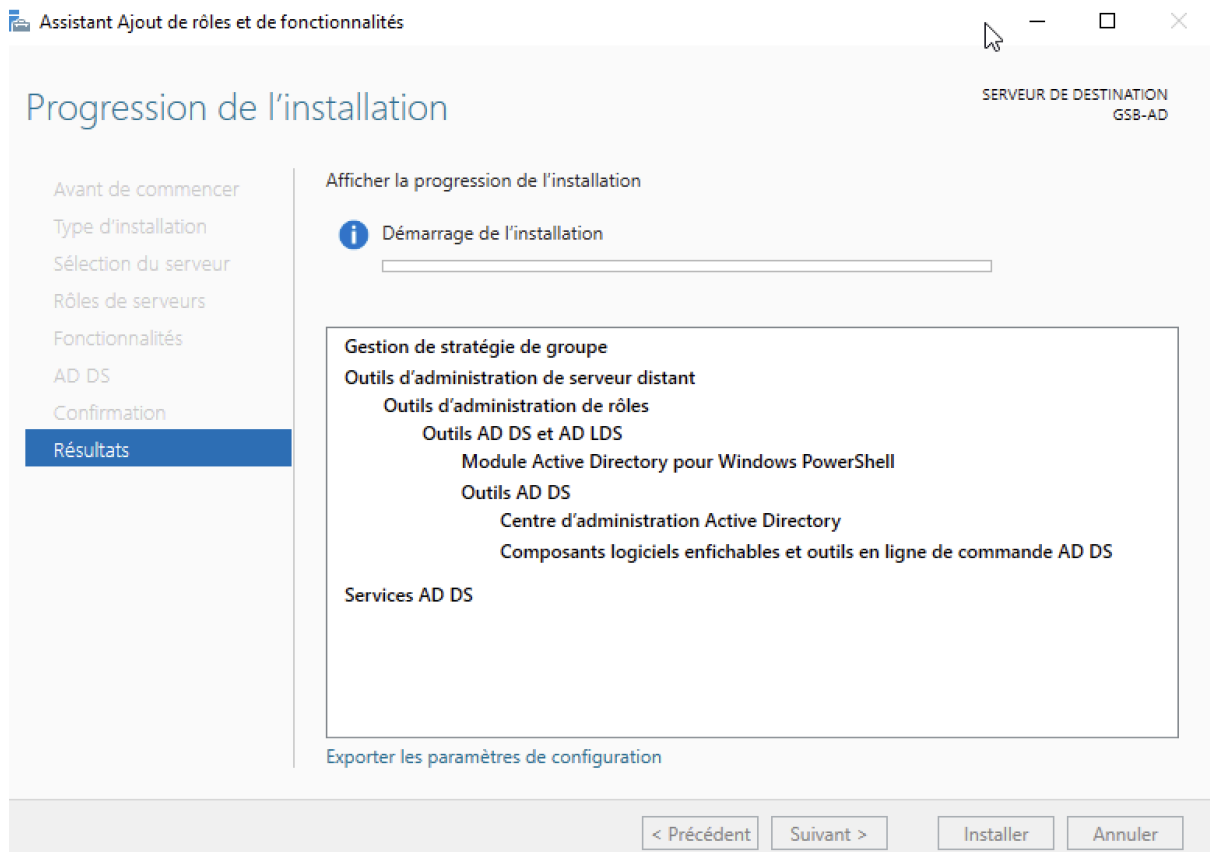 Assistant Ajout de rôles et de fonctionnalités
Progression de l'installation
SERVEUR DE DESTINATION
GSB-AD
Avant de commencer
Type d'installation
Sélection du serveur
Rôles de serveurs
Fonctionnalités
AD DS
Confirmation
Résultats
Afficher la progression de l'installation
Démarrage de l'installation
Gestion de stratégie de groupe
Outils d'administration de serveur distant
Outils d'administration de rôles
Outils AD DS et AD LDS
Module Active Directory pour Windows PowerShell
Outils AD DS
Centre d'administration Active Directory
Composants logiciels enfichables et outils en ligne de commande AD DS
Services AD DS
Exporter les paramètres de configuration
< Précédent
Suivant >
Installer
Annuler